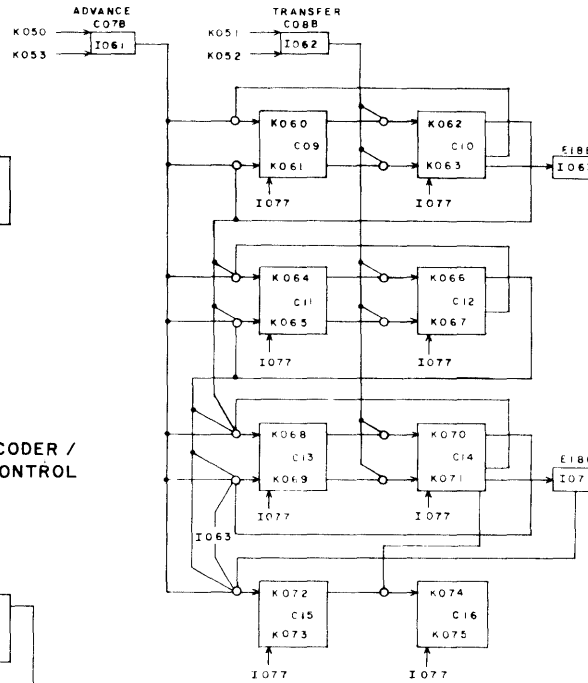 ADVANCE
C07B
TRANSFER
C08B
K050
K053
I061
K051
K052
I062
K060
C09
K061
K062
C10
K063
E18B
I077
I077
K064
C11
K065
K066
C12
K067
I077
I077
CODER /
CONTROL
K068
C13
K069
K070
C14
K071
E18
I07
I077
I077
I063
K072
C15
K073
K074
C16
K075
I077
I077